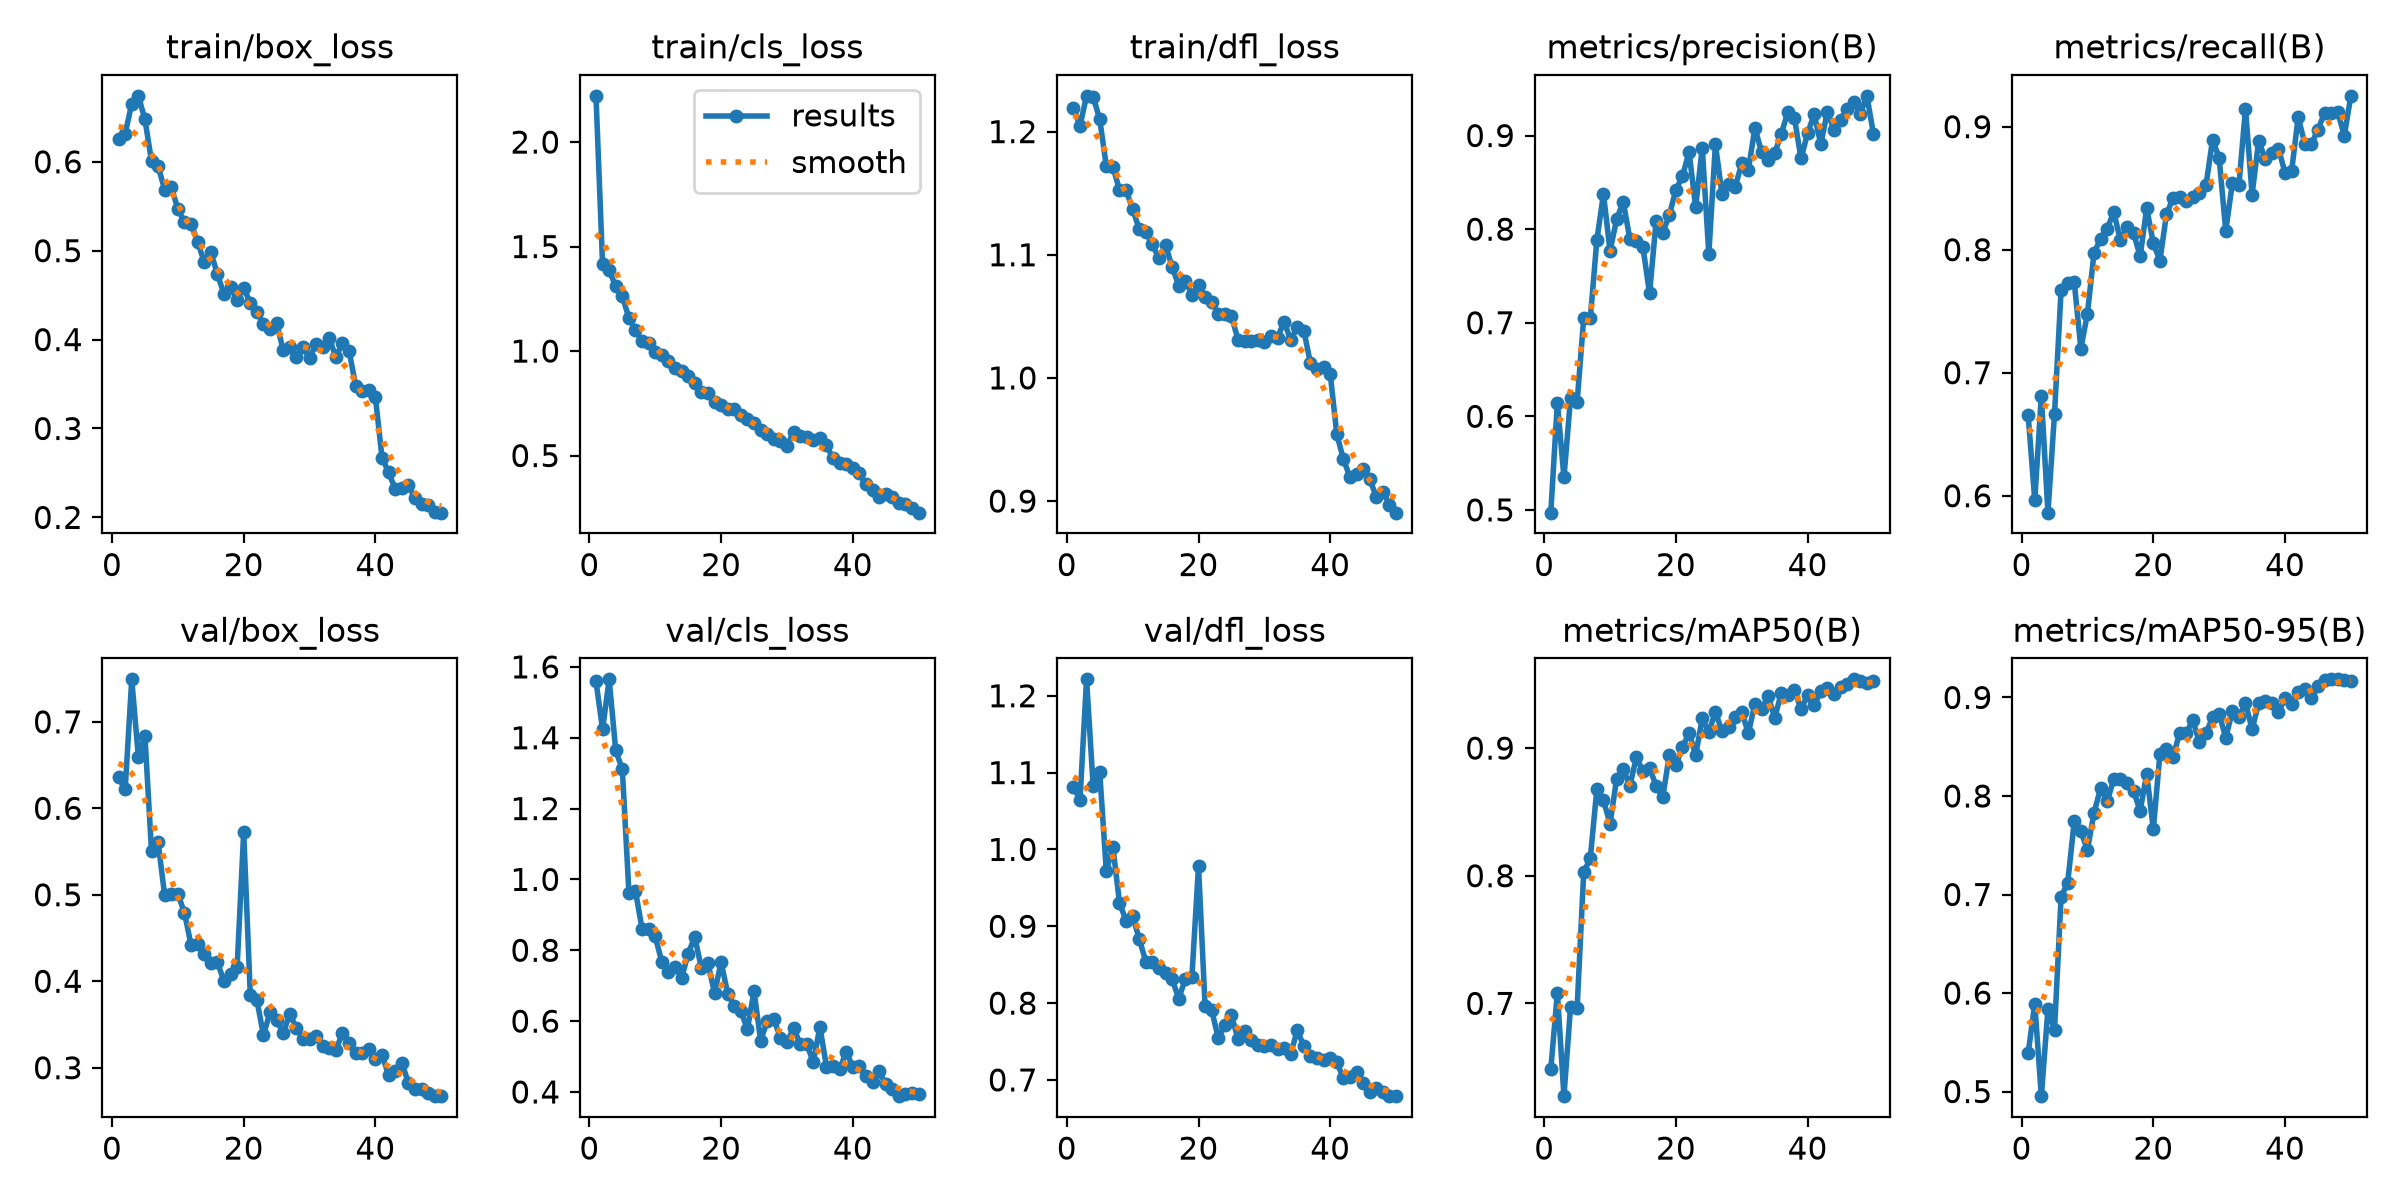 train/box_loss
0.6
0.5
0.4
0.3
0.2
0 20 40
train/cls_loss
results
smooth
2.0
1.5
1.0
0.5
0 20 40
train/dfl_loss
1.2
1.1
1.0
0.9
0 20 40
metrics/precision(B)
0.9
0.8
0.7
0.6
0.5
0 20 40
metrics/recall(B)
0.9
0.8
0.7
0.6
0 20 40
val/box_loss
0.7
0.6
0.5
0.4
0.3
0 20 40
val/cls_loss
1.6
1.4
1.2
1.0
0.8
0.6
0.4
0 20 40
val/dfl_loss
1.2
1.1
1.0
0.9
0.8
0.7
0 20 40
metrics/mAP50(B)
0.9
0.8
0.7
0 20 40
metrics/mAP50-95(B)
0.9
0.8
0.7
0.6
0.5
0 20 40